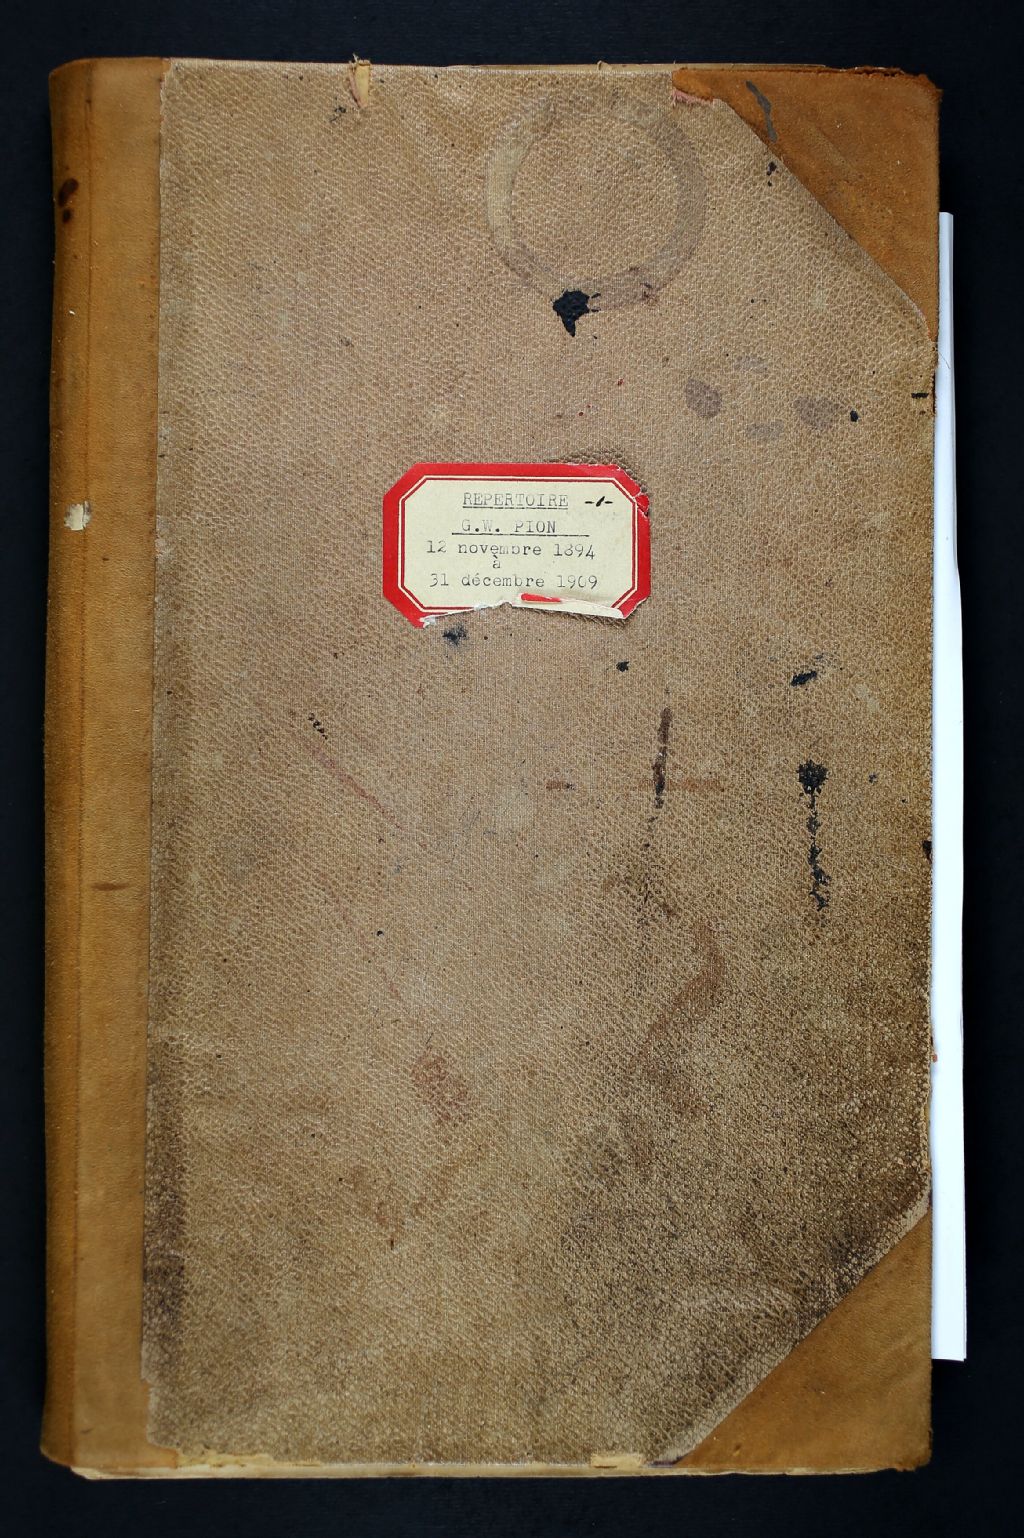 REPERTOIRE -1-
G.W. PION
12 novembre 1894
à
31 décembre 1909